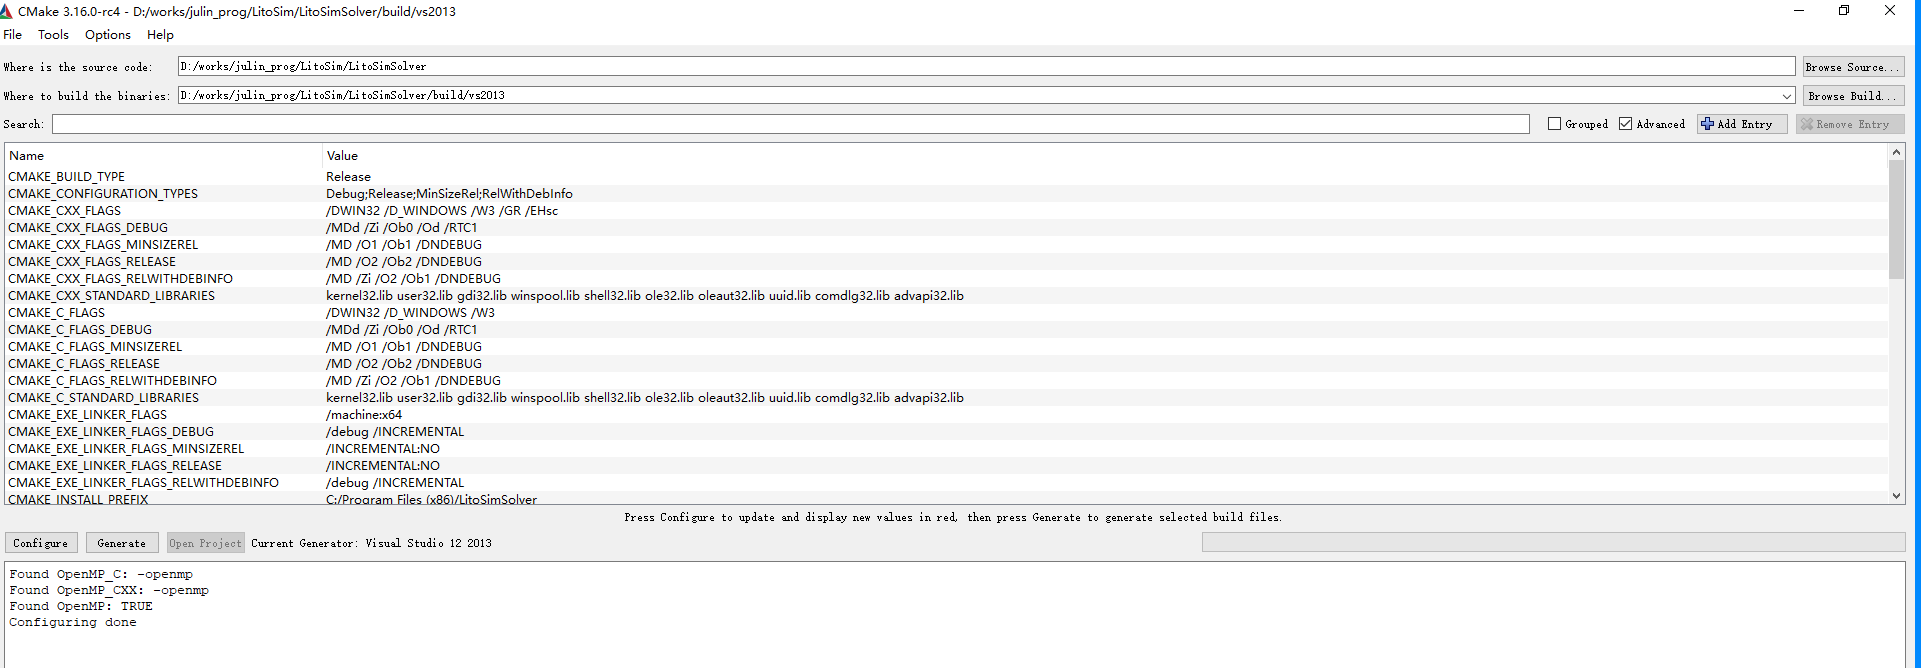 CMake 3.16.0-rc4 - D:/works/julin_prog/LitoSim/LitoSimSolver/build/vs2013
File Tools Options Help
Where is the source code: D:/works/julin_prog/LitoSim/LitoSimSolver Browse Source...
Where to build the binaries: D:/works/julin_prog/LitoSim/LitoSimSolver/build/vs2013 Browse Build...
Search: Grouped Advanced Add Entry Remove Entry
Name Value
CMAKE_BUILD_TYPE Release
CMAKE_CONFIGURATION_TYPES Debug;Release;MinSizeRel;RelWithDebInfo
CMAKE_CXX_FLAGS /DWIN32 /D_WINDOWS /W3 /GR /EHsc
CMAKE_CXX_FLAGS_DEBUG /MDd /Zi /Ob0 /Od /RTC1
CMAKE_CXX_FLAGS_MINSIZEREL /MD /O1 /Ob1 /DNDEBUG
CMAKE_CXX_FLAGS_RELEASE /MD /O2 /Ob2 /DNDEBUG
CMAKE_CXX_FLAGS_RELWITHDEBINFO /MD /Zi /O2 /Ob1 /DNDEBUG
CMAKE_CXX_STANDARD_LIBRARIES kernel32.lib user32.lib gdi32.lib winspool.lib shell32.lib ole32.lib oleaut32.lib uuid.lib comdlg32.lib advapi32.lib
CMAKE_C_FLAGS /DWIN32 /D_WINDOWS /W3
CMAKE_C_FLAGS_DEBUG /MDd /Zi /Ob0 /Od /RTC1
CMAKE_C_FLAGS_MINSIZEREL /MD /O1 /Ob1 /DNDEBUG
CMAKE_C_FLAGS_RELEASE /MD /O2 /Ob2 /DNDEBUG
CMAKE_C_FLAGS_RELWITHDEBINFO /MD /Zi /O2 /Ob1 /DNDEBUG
CMAKE_C_STANDARD_LIBRARIES kernel32.lib user32.lib gdi32.lib winspool.lib shell32.lib ole32.lib oleaut32.lib uuid.lib comdlg32.lib advapi32.lib
CMAKE_EXE_LINKER_FLAGS /machine:x64
CMAKE_EXE_LINKER_FLAGS_DEBUG /debug /INCREMENTAL
CMAKE_EXE_LINKER_FLAGS_MINSIZEREL /INCREMENTAL:NO
CMAKE_EXE_LINKER_FLAGS_RELEASE /INCREMENTAL:NO
CMAKE_EXE_LINKER_FLAGS_RELWITHDEBINFO /debug /INCREMENTAL
CMAKE_INSTALL_PREFIX C:/Program Files (x86)/LitoSimSolver
Press Configure to update and display new values in red, then press Generate to generate selected build files.
Configure Generate Open Project Current Generator: Visual Studio 12 2013
Found OpenMP_C: -openmp
Found OpenMP_CXX: -openmp
Found OpenMP: TRUE
Configuring done